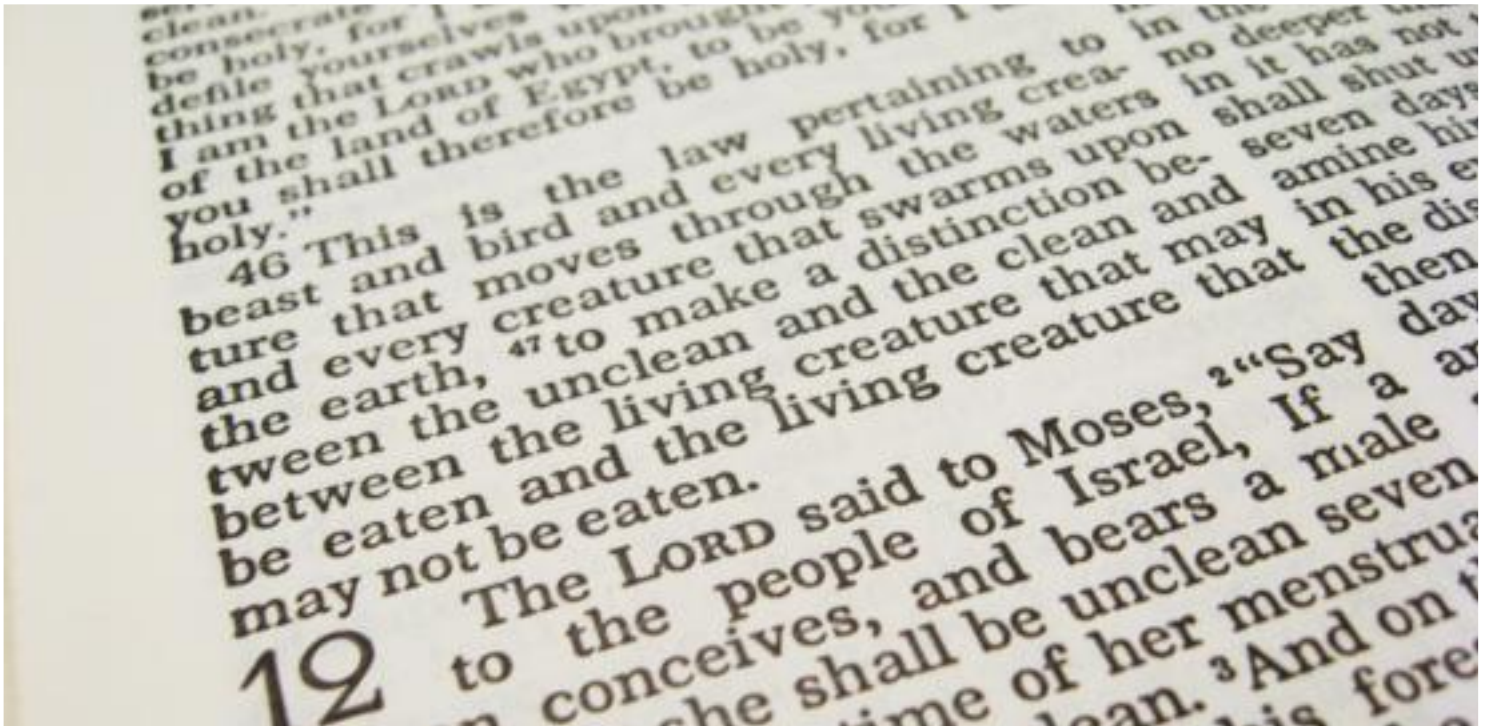 clean.
consecrate
be holy, for I
defile yourselves
thing that crawls upon
I am the LORD who brought
of the land of Egypt, to be you
you shall therefore be holy, for I
holy."
46 This is the law pertaining to
beast and bird and every living crea-
ture that moves through the waters
and every creature that swarms upon
the earth, 47 to make a distinction be-
tween the unclean and the clean and
between the living creature that may
be eaten and the living creature that
may not be eaten.
12 The LORD said to Moses, 2 “Say
to the people of Israel, If a
conceives, and bears a male
she shall be unclean seven
time of her menstrua
3 And on
in the
no deeper
in it has not
shall shut u
seven days
amine hi
in his e
the dis
then
day